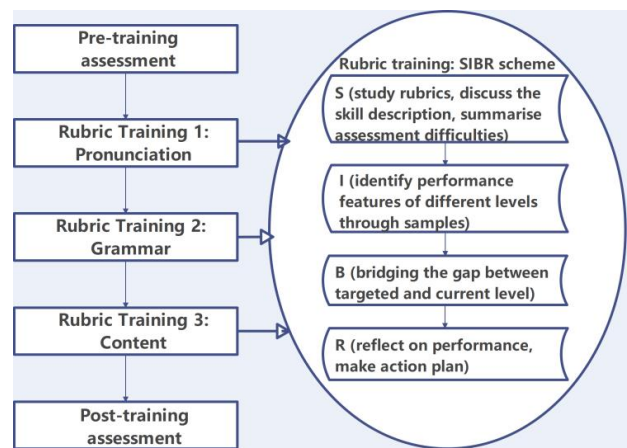 Pre-training
assessment
Rubric Training 1:
Pronunciation
Rubric Training 2:
Grammar
Rubric Training 3:
Content
Post-training
assessment
Rubric training: SIBR scheme
S (study rubrics, discuss the
skill description, summarise
assessment difficulties)
I (identify performance
features of different levels
through samples)
B (bridging the gap between
targeted and current level)
R (reflect on performance,
make action plan)